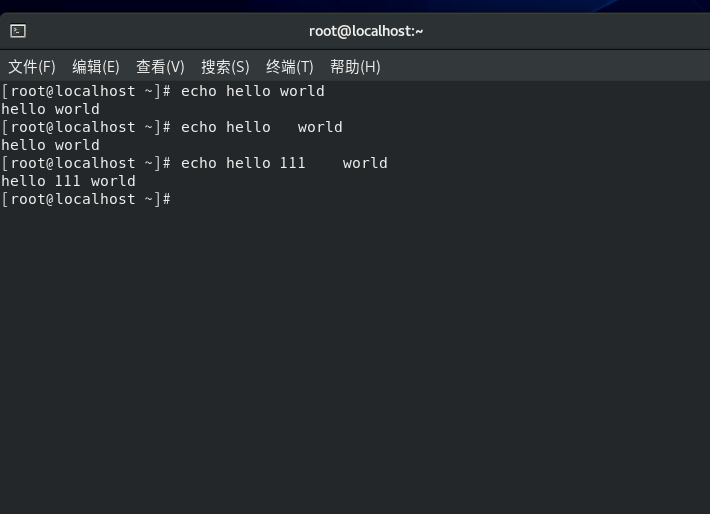 root@localhost:~
文件(F) 编辑(E) 查看(V) 搜索(S) 终端(T) 帮助(H)
[root@localhost ~]# echo hello world
hello world
[root@localhost ~]# echo hello   world
hello world
[root@localhost ~]# echo hello 111    world
hello 111 world
[root@localhost ~]#